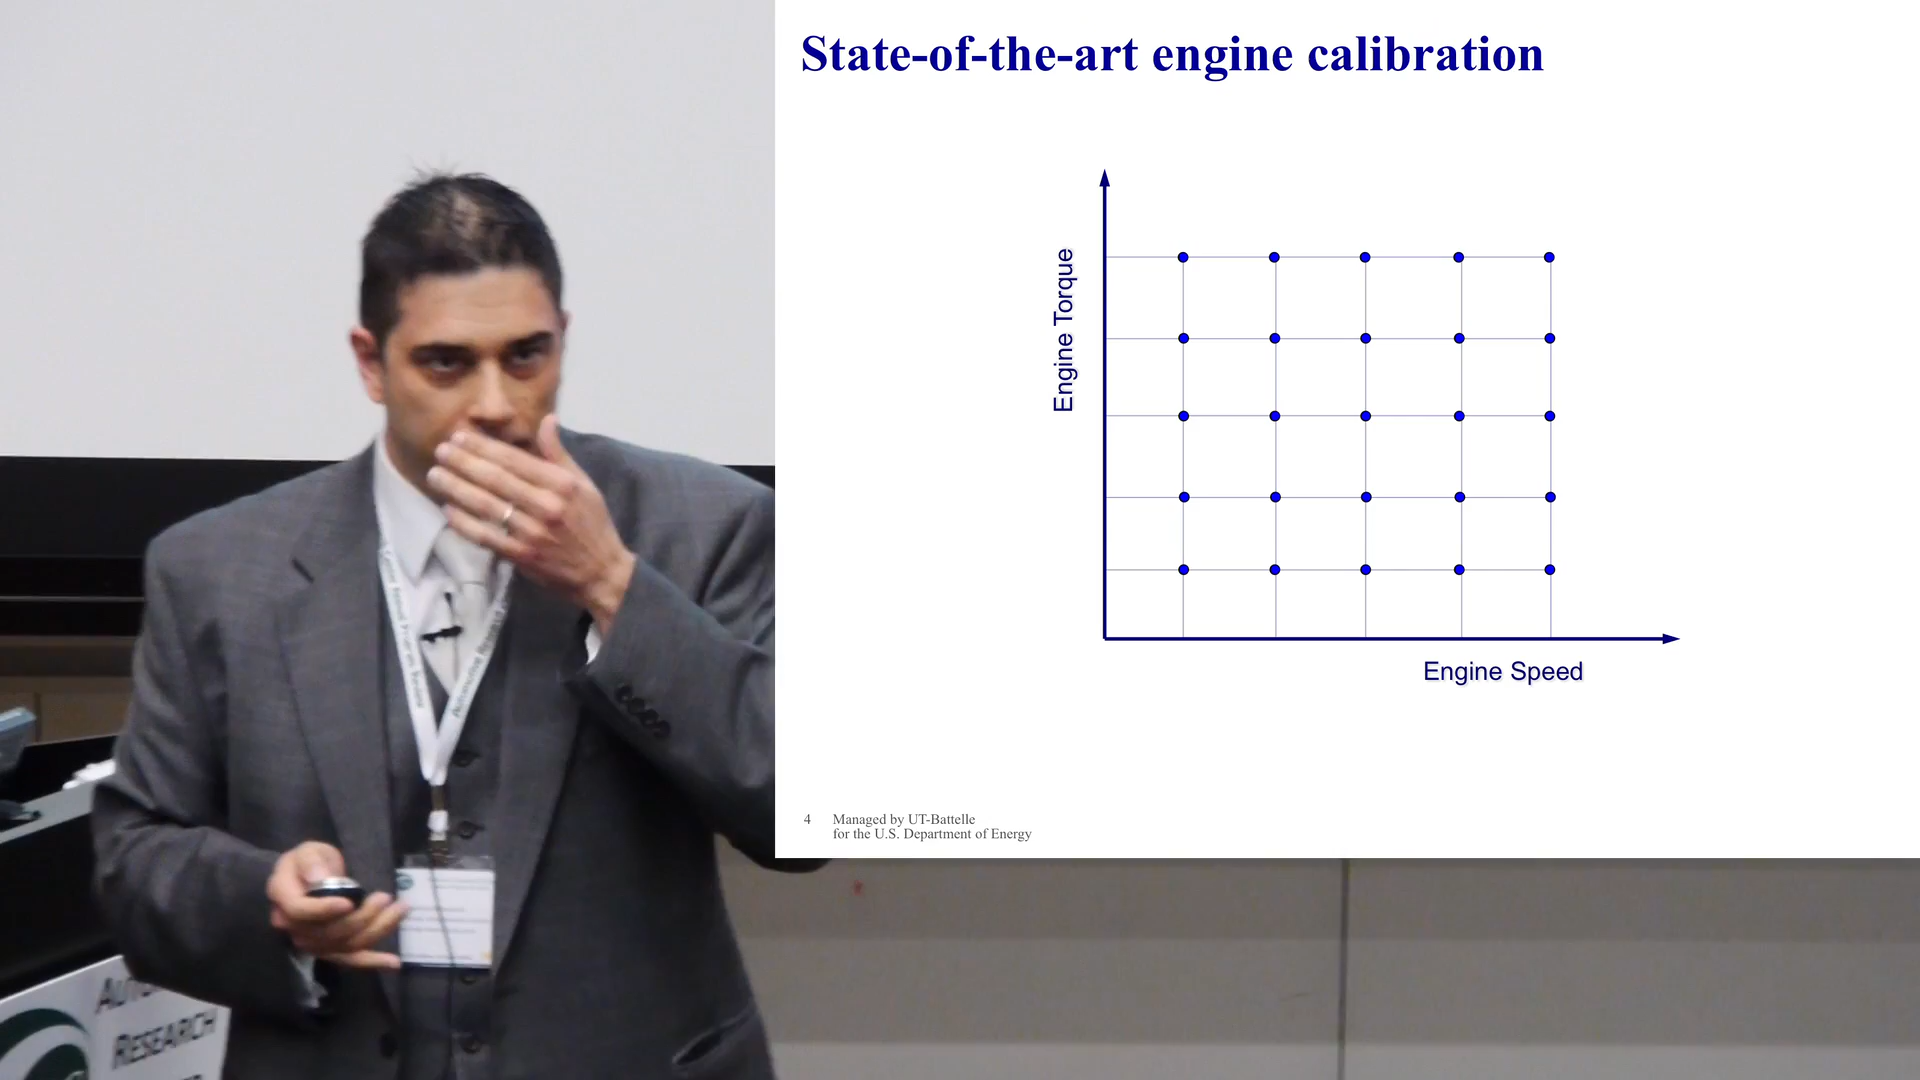 State-of-the-art engine calibration
Engine Torque
Engine Speed
4 Managed by UT-Battelle
for the U.S. Department of Energy
RESEARCH